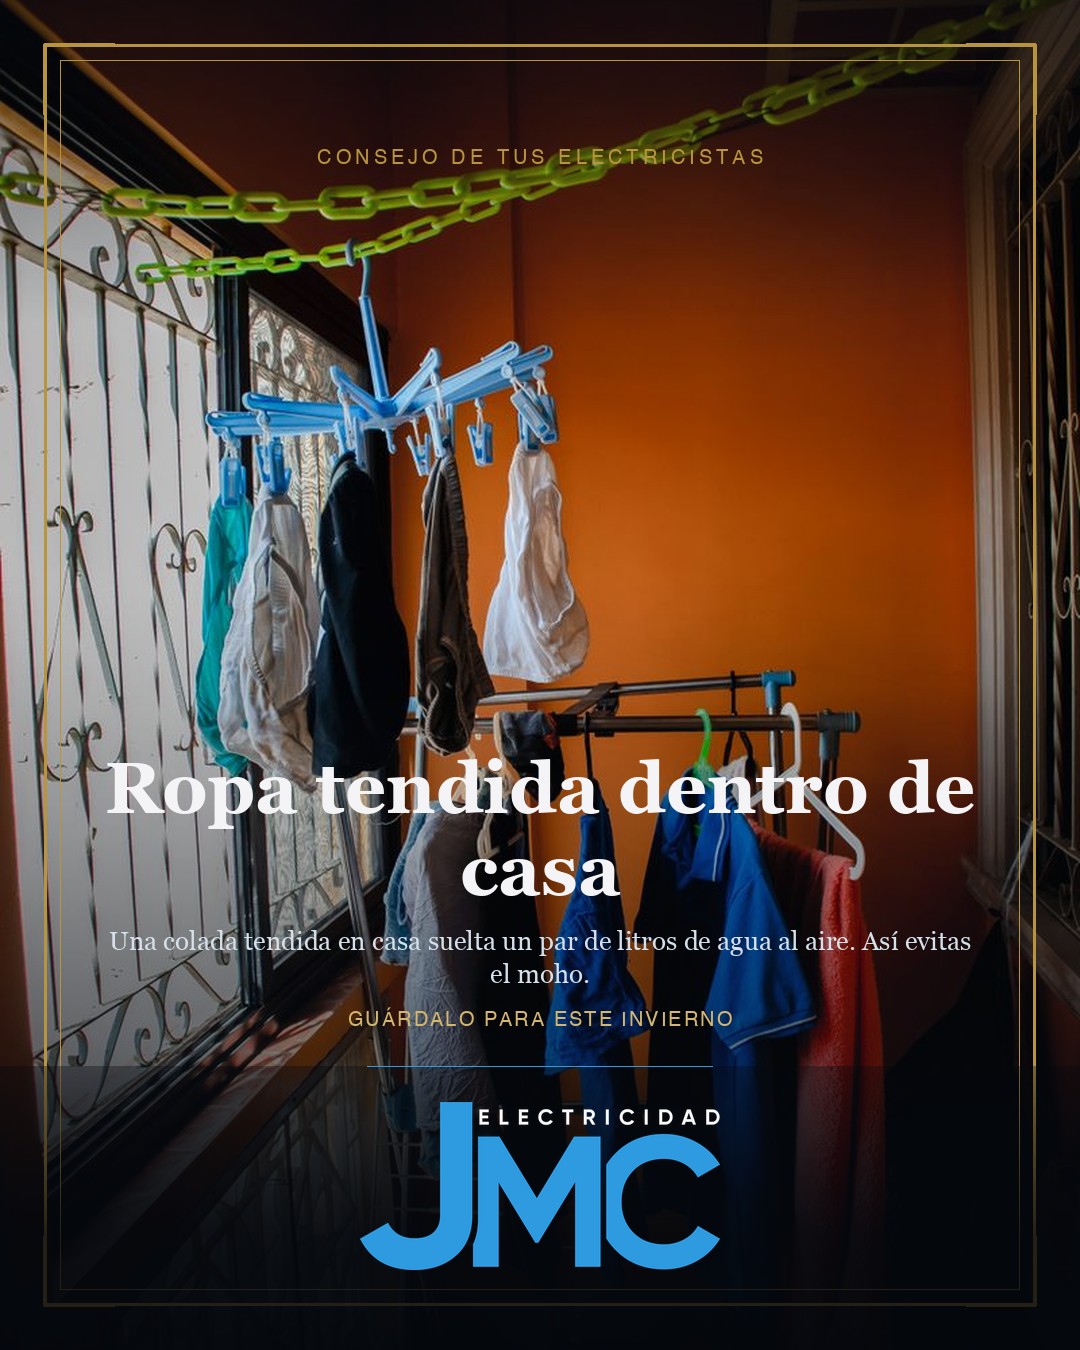 CONSEJO DE TUS ELECTRICISTAS
Ropa tendida dentro de
casa
Una colada tendida en casa suelta un par de litros de agua al aire. Así evitas
el moho.
GUÁRDALO PARA ESTE INVIERNO
ELECTRICIDAD
JMC